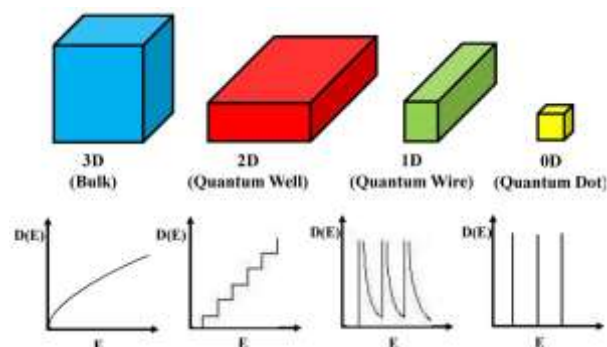 3D
(Bulk)
2D
(Quantum Well)
1D
(Quantum Wire)
0D
(Quantum Dot)
D(E)
E
D(E)
E
D(E)
E
D(E)
E